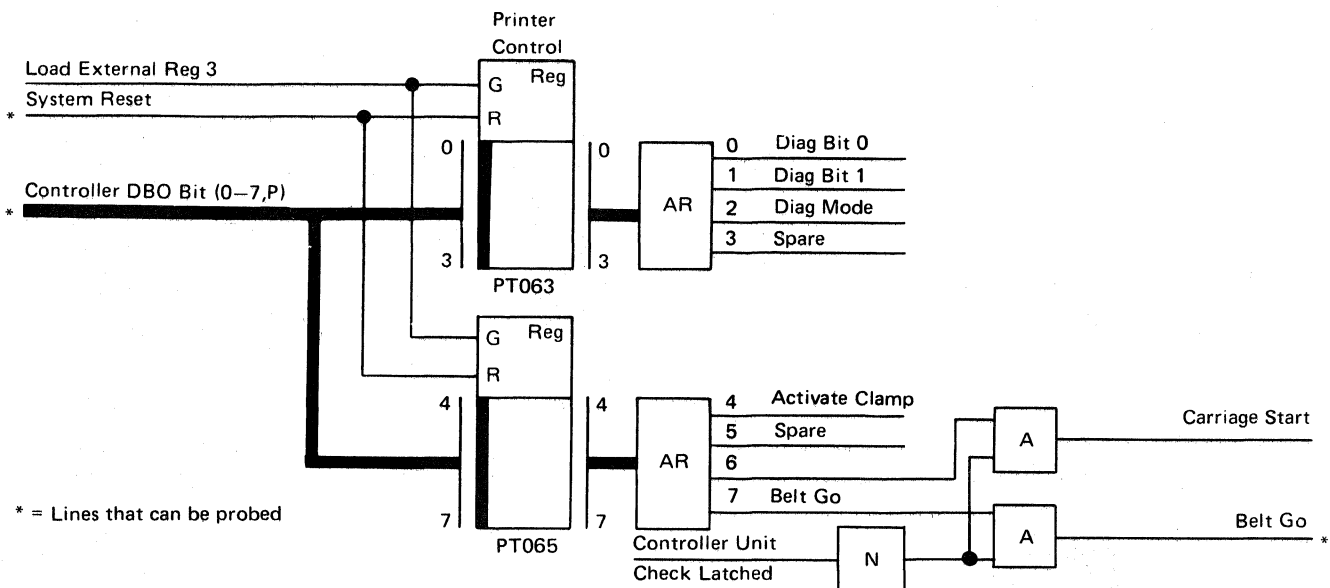 Printer
Control
Load External Reg 3
G Reg
System Reset
* R
0 0 0 Diag Bit 0
1 Diag Bit 1
Controller DBO Bit (0–7,P)
* AR 2 Diag Mode
3 Spare
3 3
PT063
G Reg
R
4 4 4 Activate Clamp
5 Spare
A Carriage Start
AR 6
7 Belt Go
* = Lines that can be probed
7 7
A Belt Go *
PT065
Controller Unit
N
Check Latched